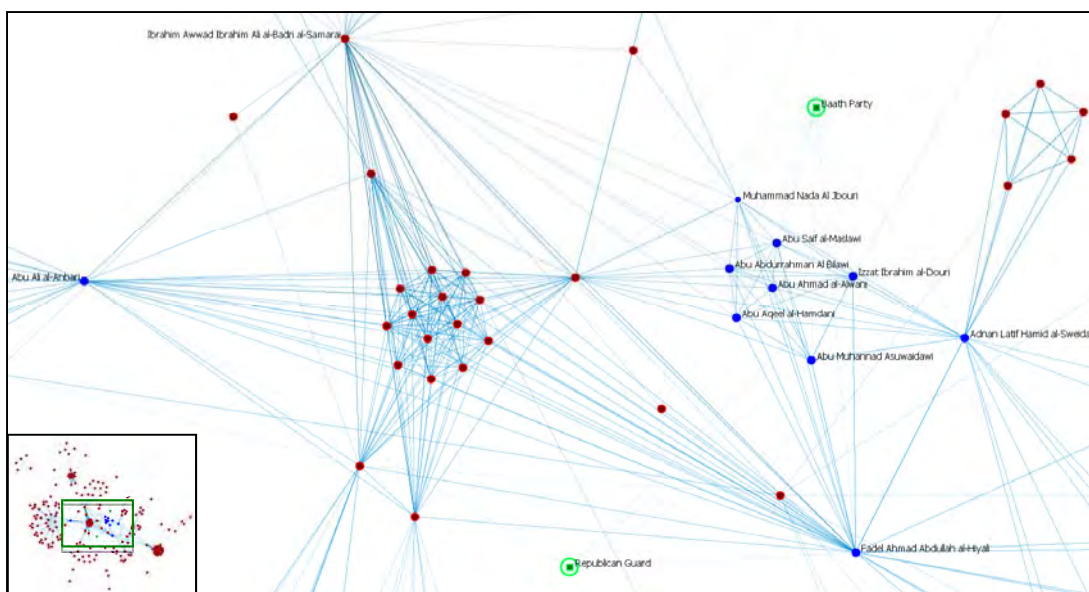 Ibrahim Awwad Ibrahim Ali al-Badri al-Samarai
Baath Party
Muhammad Nada Al Jbouri
Abu Saif al-Maslawi
Abu Abdurrahman Al Bilawi
Izzat Ibrahim al-Douri
Abu Ali al-Anbari
Abu Ahmad al-Alwani
Abu Aqeel al-Hamdani
Adnan Latif Hamid al-Sweida
Abu Muhannad Asuwaidawi
Fadel Ahmad Abdullah al-Hiyali
Republican Guard